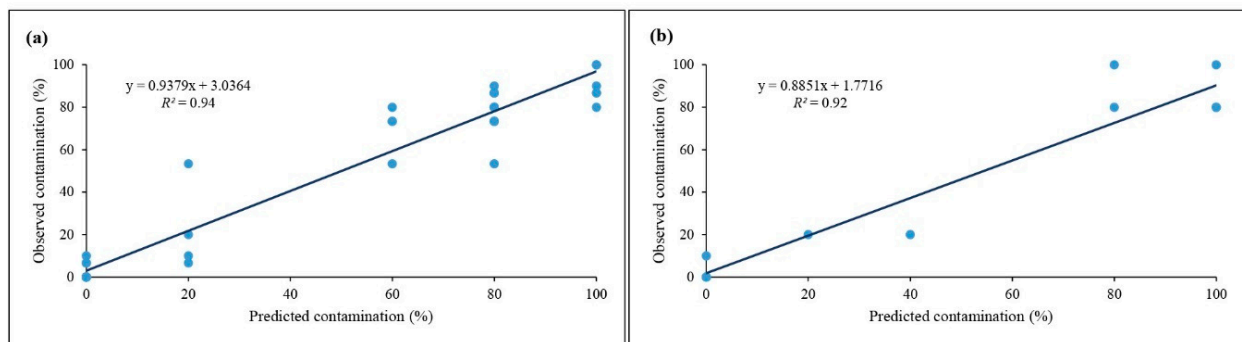 (a)
y = 0.9379x + 3.0364
R² = 0.94
100
80
60
40
20
0
Observed contamination (%)
0 20 40 60 80 100
Predicted contamination (%)
(b)
y = 0.8851x + 1.7716
R² = 0.92
100
80
60
40
20
0
Observed contamination (%)
0 20 40 60 80 100
Predicted contamination (%)